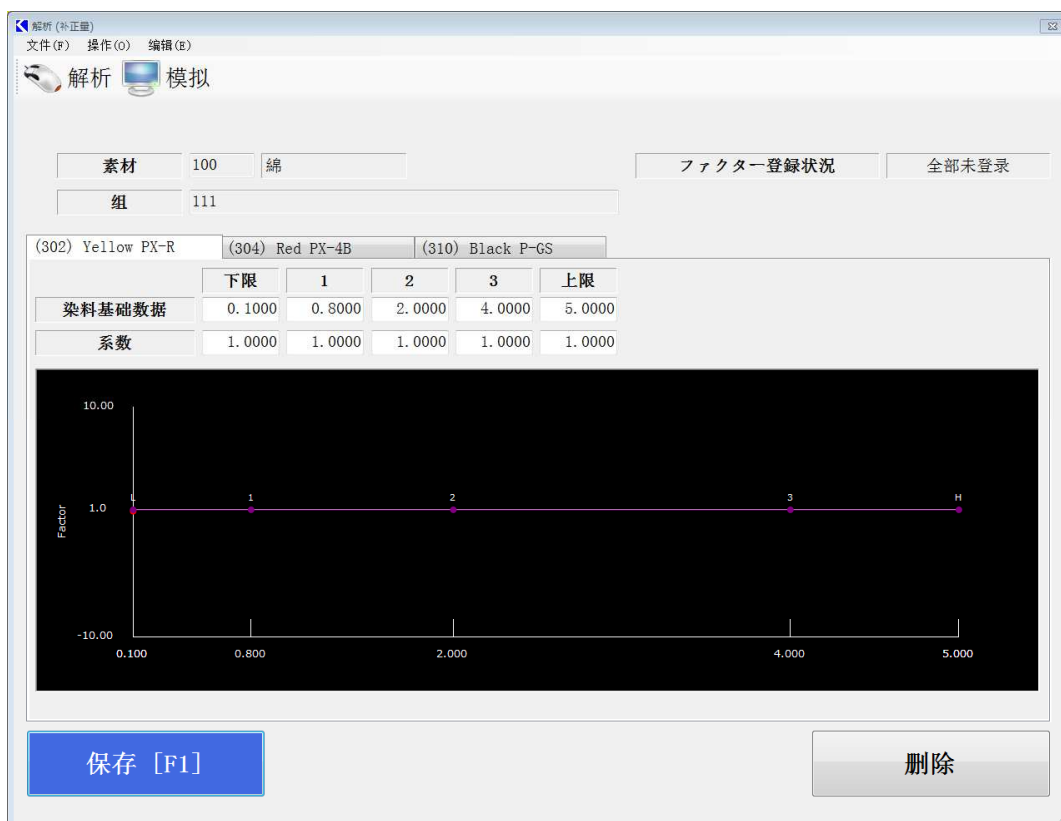 解析 (补正量)
文件(F) 操作(O) 编辑(E)
解析 模拟
素材 100 綿 ファクター登録状況 全部未登录
组 111
(302) Yellow PX-R (304) Red PX-4B (310) Black P-GS
下限 1 2 3 上限
染料基础数据 0.1000 0.8000 2.0000 4.0000 5.0000
系数 1.0000 1.0000 1.0000 1.0000 1.0000
10.00
L 1 2 3 H
1.0
Factor
-10.00
0.100 0.800 2.000 4.000 5.000
保存 [F1] 删除